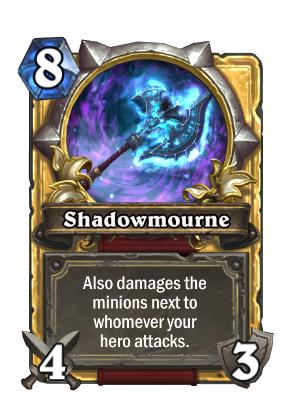 8
Shadowmourne
Also damages the
minions next to
whomever your
hero attacks.
4
3